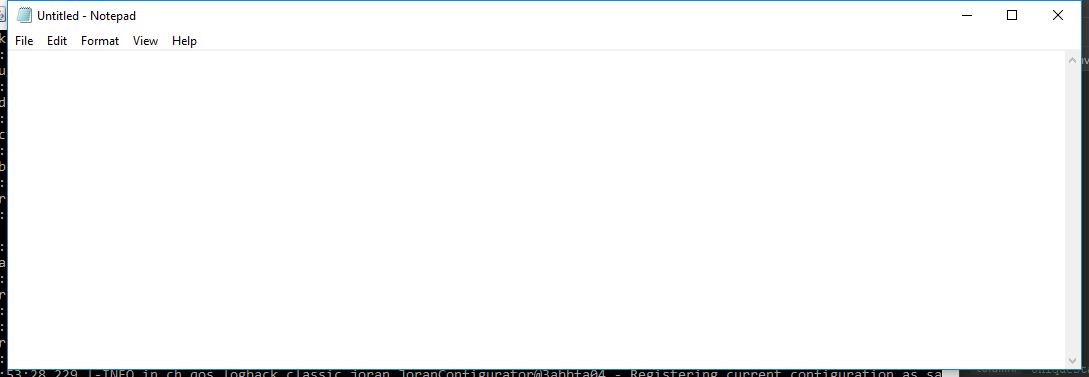 Untitled - Notepad
File Edit Format View Help
:53:28,229 |-INFO in ch.qos.logback.classic.joran.JoranConfigurator@3abbfa04 - Registering current configuration as sa